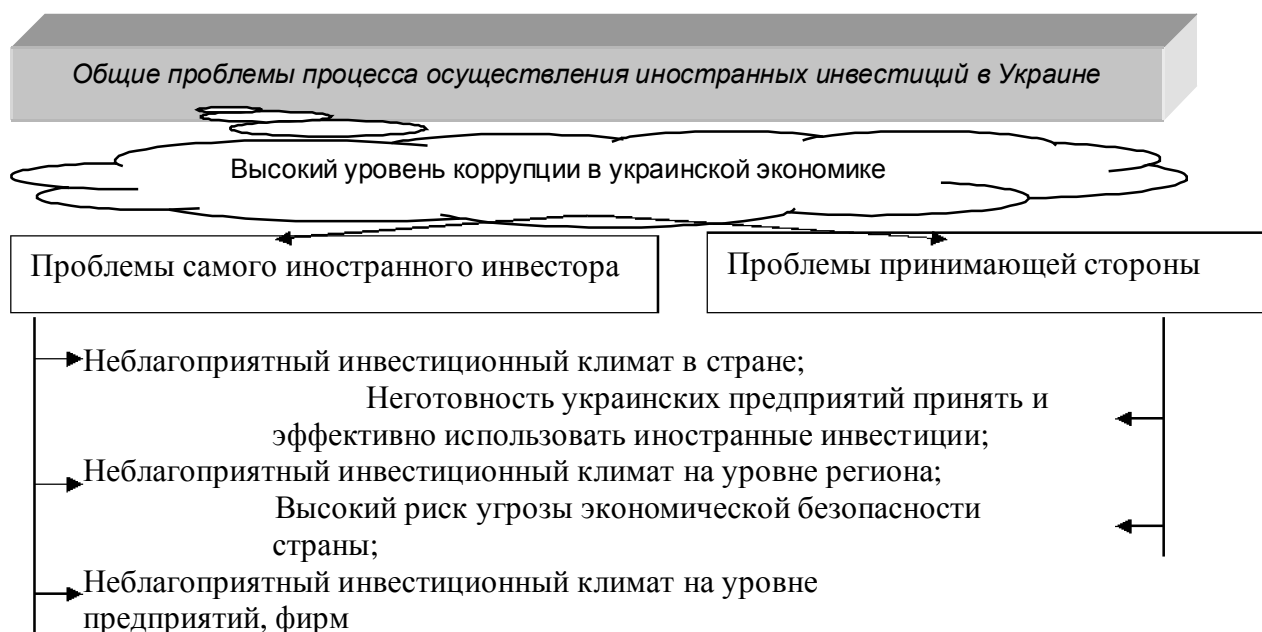 Общие проблемы процесса осуществления иностранных инвестиций в Украине
Высокий уровень коррупции в украинской экономике
Проблемы самого иностранного инвестора
Проблемы принимающей стороны
Неблагоприятный инвестиционный климат в стране;
Неготовность украинских предприятий принять и
эффективно использовать иностранные инвестиции;
Неблагоприятный инвестиционный климат на уровне региона;
Высокий риск угрозы экономической безопасности
страны;
Неблагоприятный инвестиционный климат на уровне
предприятий, фирм